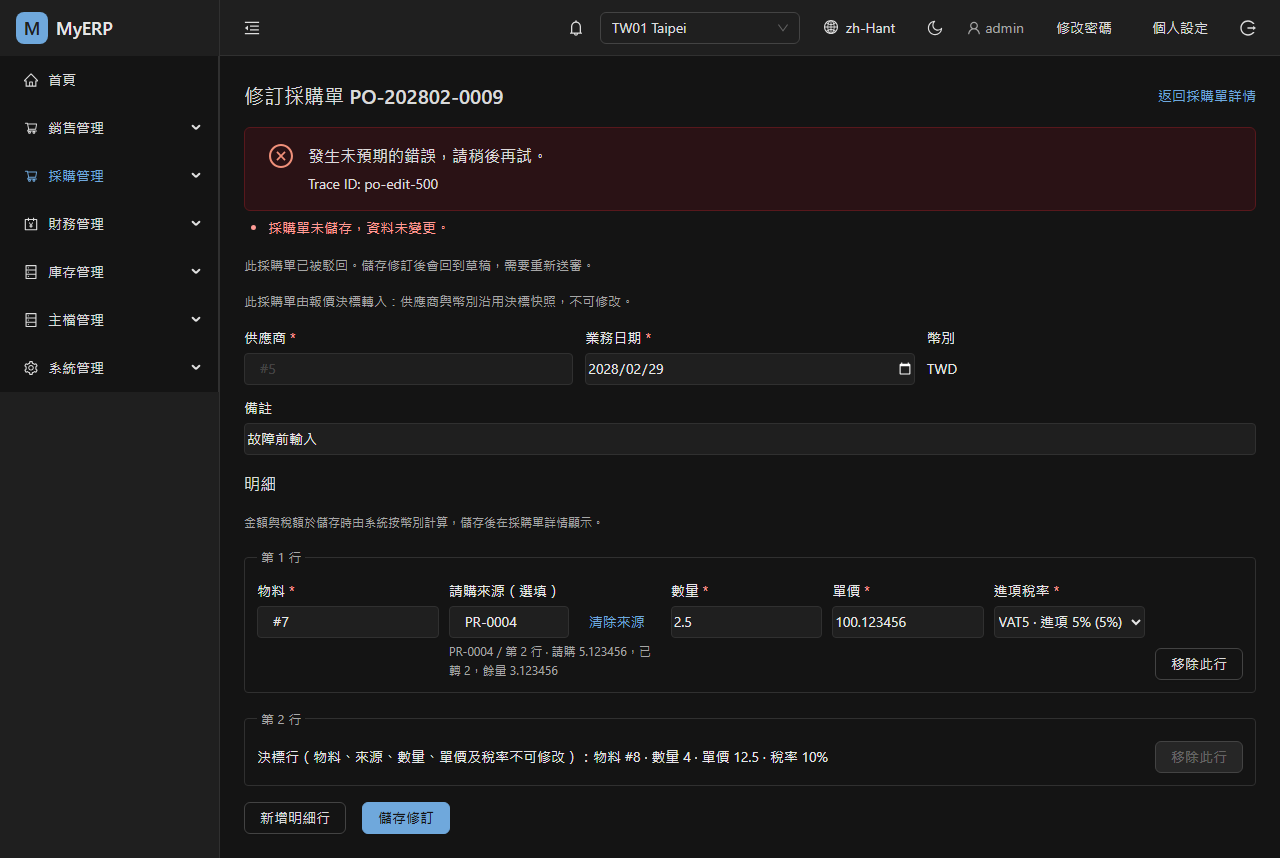 M MyERP
TW01 Taipei
zh-Hant
admin
修改密碼
個人設定
首頁
銷售管理
採購管理
財務管理
庫存管理
主檔管理
系統管理
修訂採購單 PO-202802-0009
返回採購單詳情
發生未預期的錯誤，請稍後再試。
Trace ID: po-edit-500
採購單未儲存，資料未變更。
此採購單已被駁回。儲存修訂後會回到草稿，需要重新送審。
此採購單由報價決標轉入：供應商與幣別沿用決標快照，不可修改。
供應商 *
業務日期 *
幣別
#5
2028/02/29
TWD
備註
故障前輸入
明細
金額與稅額於儲存時由系統按幣別計算，儲存後在採購單詳情顯示。
第 1 行
物料 *
請購來源（選填）
數量 *
單價 *
進項稅率 *
#7
PR-0004
清除來源
2.5
100.123456
VAT5 · 進項 5% (5%)
PR-0004 / 第 2 行 · 請購 5.123456，已
轉 2，餘量 3.123456
移除此行
第 2 行
決標行（物料、來源、數量、單價及稅率不可修改）：物料 #8 · 數量 4 · 單價 12.5 · 稅率 10%
移除此行
新增明細行
儲存修訂